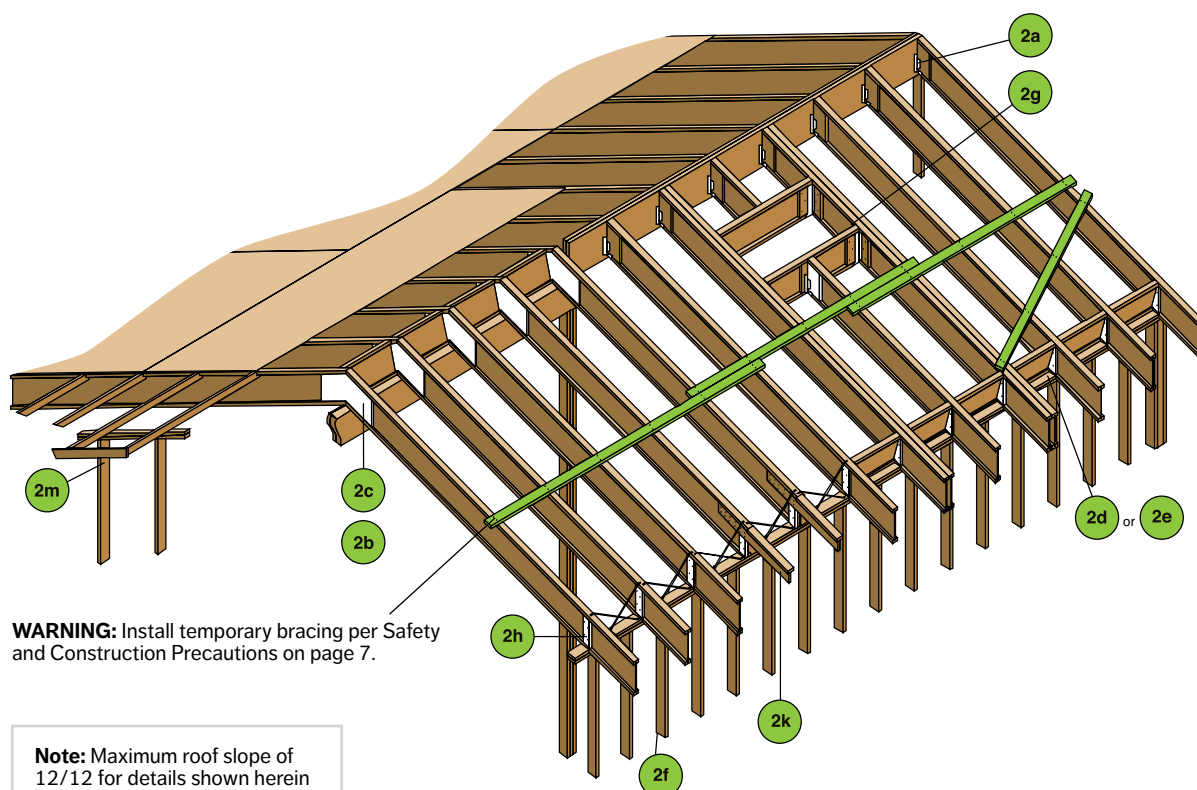 2a
2g
2m
2c
2b
2d or 2e
WARNING: Install temporary bracing per Safety
and Construction Precautions on page 7.
2h
2k
2f
Note: Maximum roof slope of
12/12 for details shown herein